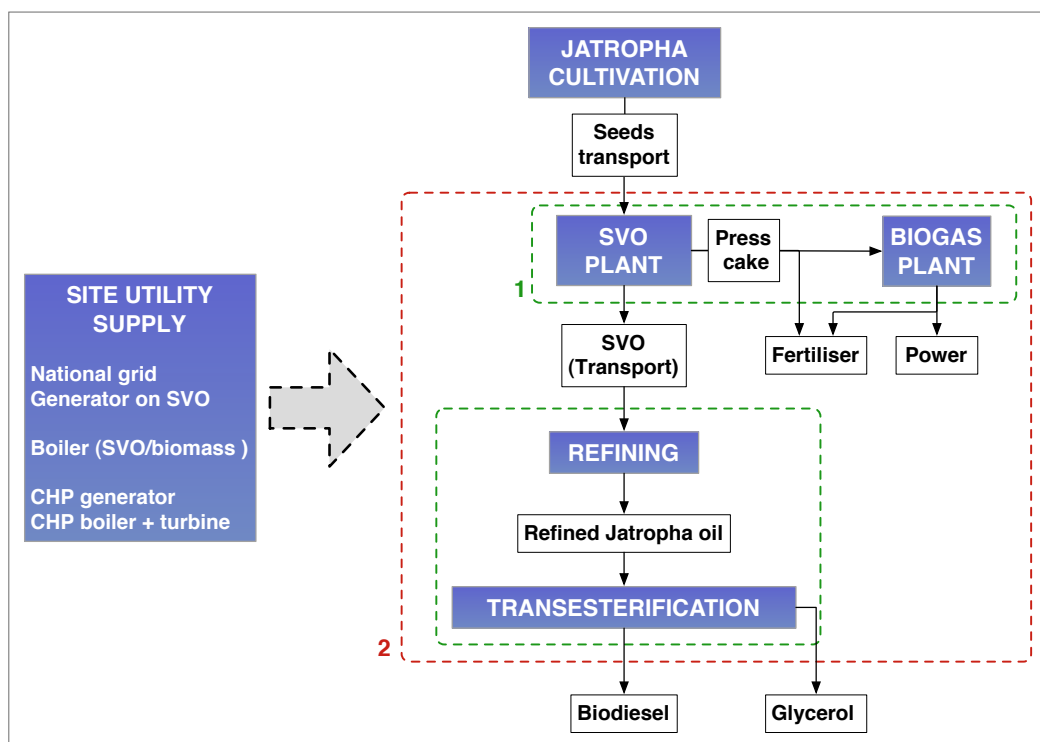 JATROPHA
CULTIVATION
Seeds
transport
SVO
PLANT
Press
cake
BIOGAS
PLANT
1
SITE UTILITY
SUPPLY
National grid
Generator on SVO
Boiler (SVO/biomass )
CHP generator
CHP boiler + turbine
SVO
(Transport)
Fertiliser
Power
REFINING
Refined Jatropha oil
TRANSESTERIFICATION
2
Biodiesel
Glycerol